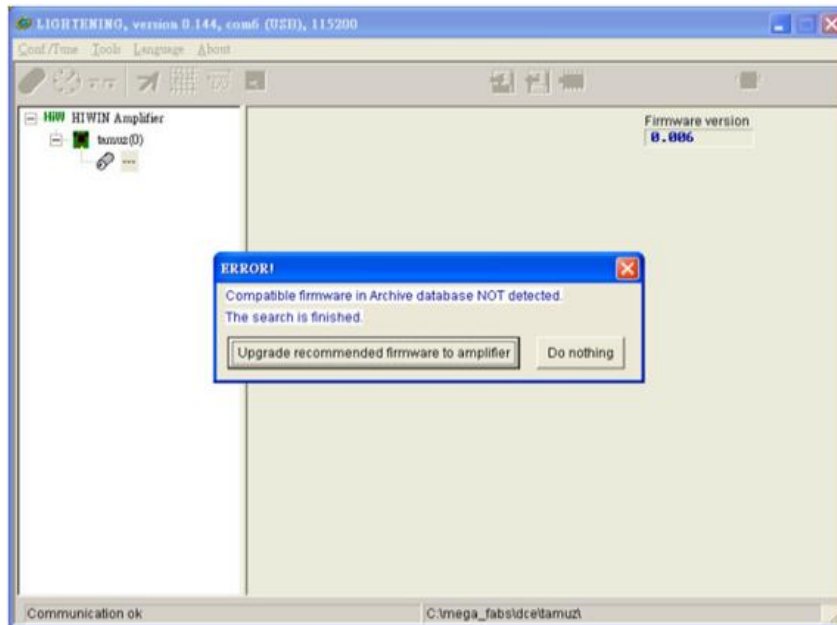 LIGHTENING, version 0.144, com6 (USB), 115200
Conf./Tune Tools Language About
HIWIN Amplifier
tamuz(0)
---
Firmware version
0.006
ERROR!
Compatible firmware in Archive database NOT detected.
The search is finished.
Upgrade recommended firmware to amplifier Do nothing
Communication ok C:\mega_fabs\dce\tamuz\